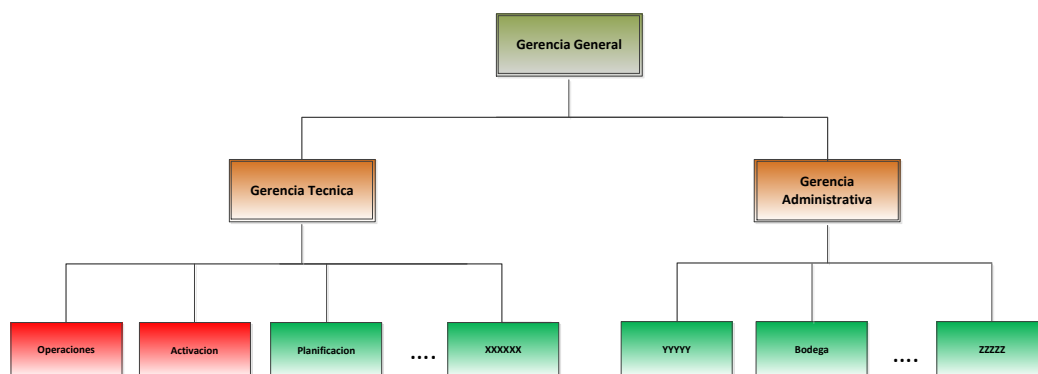 Gerencia General
Gerencia Tecnica
Gerencia
Administrativa
Operaciones
Activacion
Planificacion
....
XXXXXX
YYYYY
Bodega
....
ZZZZZ